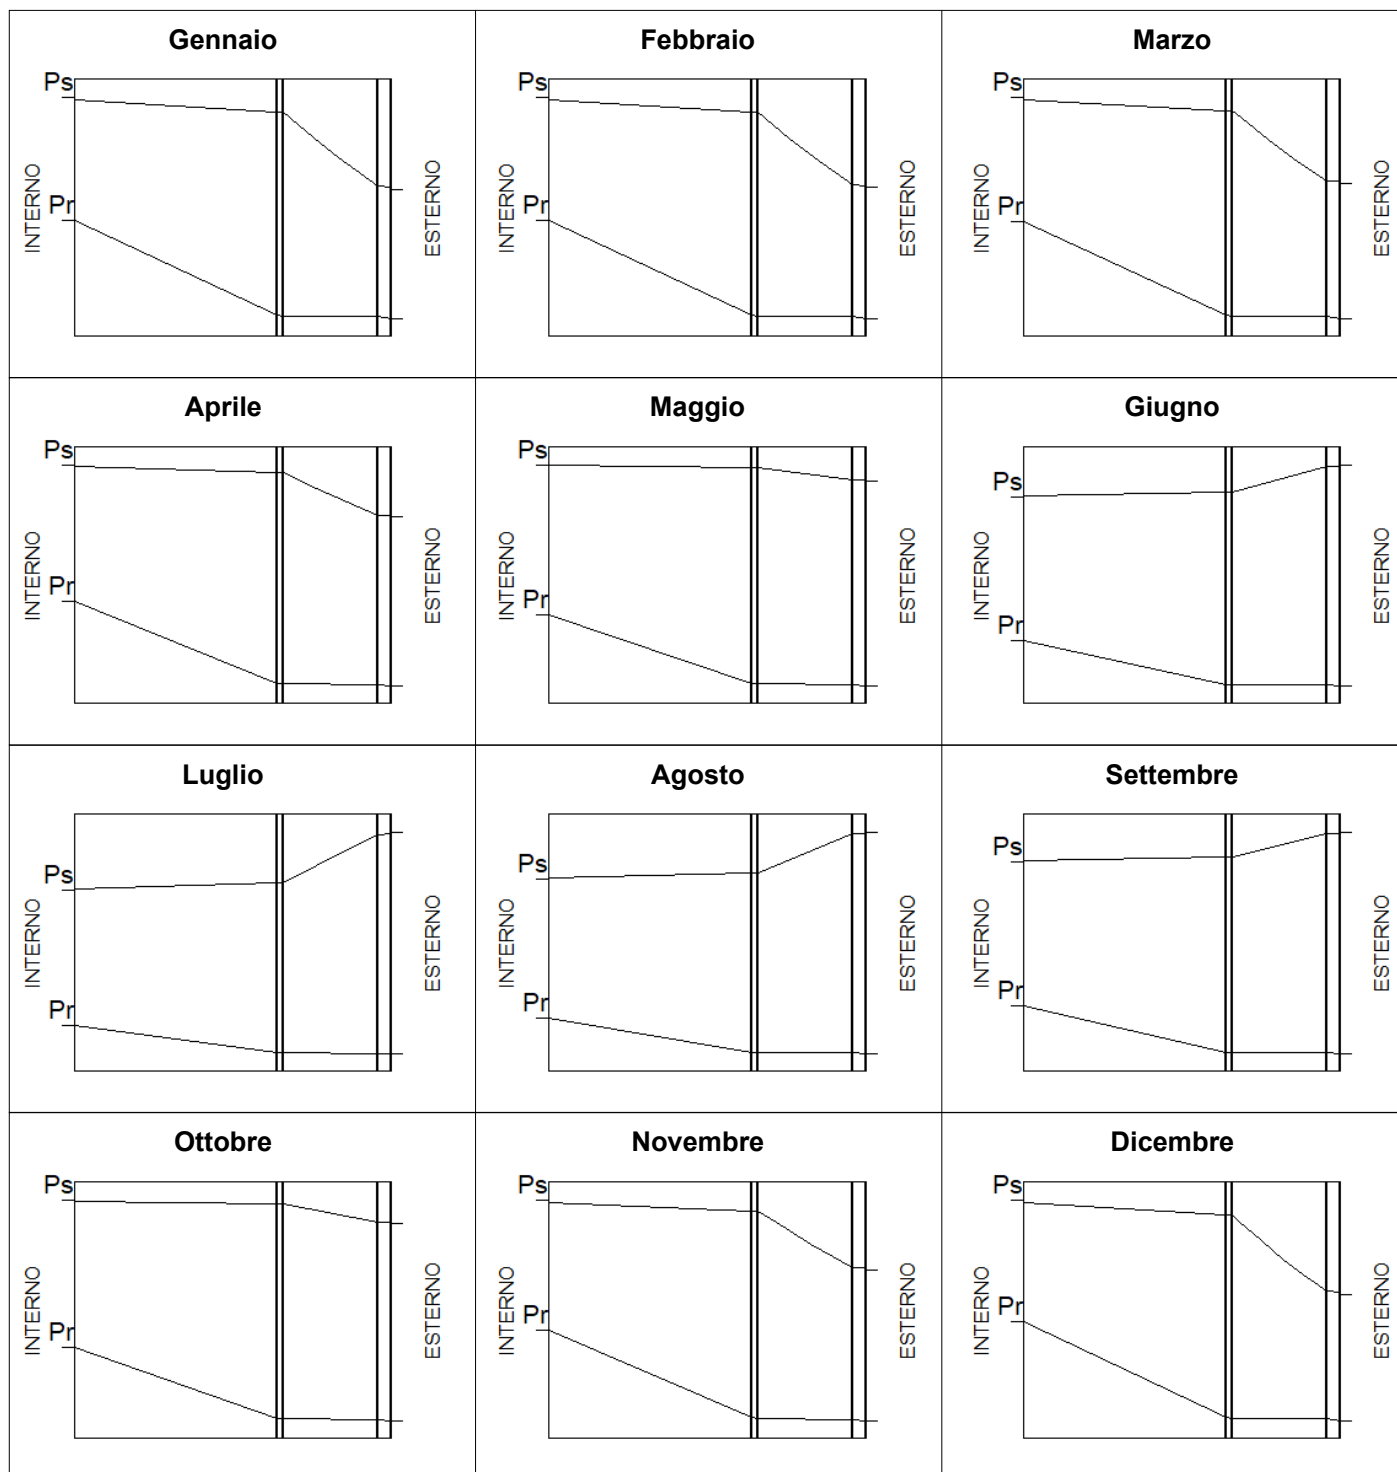 Gennaio
Ps
Pr
INTERNO
ESTERNO
Febbraio
Ps
Pr
INTERNO
ESTERNO
Marzo
Ps
Pr
INTERNO
ESTERNO
Aprile
Ps
Pr
INTERNO
ESTERNO
Maggio
Ps
Pr
INTERNO
ESTERNO
Giugno
Ps
Pr
INTERNO
ESTERNO
Luglio
Ps
Pr
INTERNO
ESTERNO
Agosto
Ps
Pr
INTERNO
ESTERNO
Settembre
Ps
Pr
INTERNO
ESTERNO
Ottobre
Ps
Pr
INTERNO
ESTERNO
Novembre
Ps
Pr
INTERNO
ESTERNO
Dicembre
Ps
Pr
INTERNO
ESTERNO